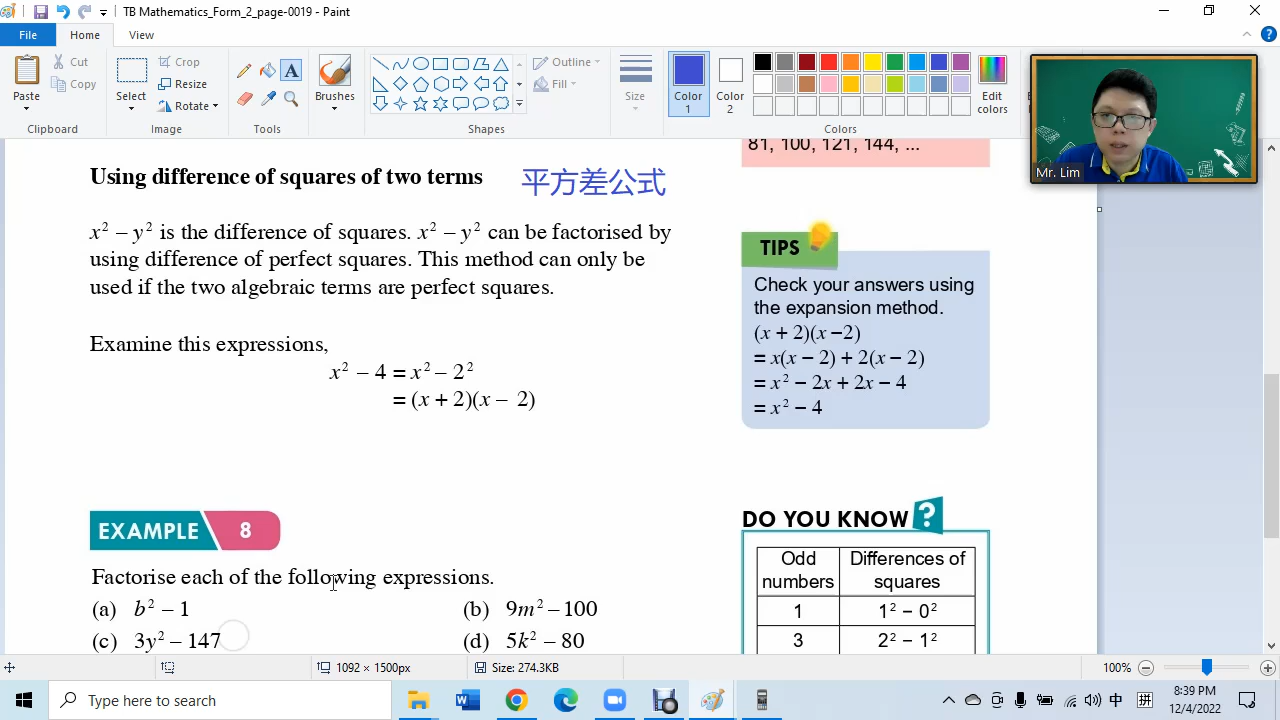 TB Mathematics_Form_2_page-0019 - Paint
File Home View
Cut
Copy
Paste
Clipboard
Crop
Resize
Rotate
Select
Image
Tools
Brushes
Shapes
Outline
Fill
Size
Color 1
Color 2
Edit colors
Colors
Mr. Lim
81, 100, 121, 144, ...
Using difference of squares of two terms 平方差公式
x² – y² is the difference of squares. x² – y² can be factorised by
using difference of perfect squares. This method can only be
used if the two algebraic terms are perfect squares.
Examine this expressions,
x² – 4 = x² – 2²
= (x + 2)(x – 2)
TIPS
Check your answers using
the expansion method.
(x + 2)(x –2)
= x(x – 2) + 2(x – 2)
= x² – 2x + 2x – 4
= x² – 4
EXAMPLE 8
Factorise each of the following expressions.
(a) b² – 1 (b) 9m² – 100
(c) 3y² – 147 (d) 5k² – 80
DO YOU KNOW ?
Odd numbers Differences of squares
1 1² – 0²
3 2² – 1²
1092 × 1500px Size: 274.3KB 100%
Type here to search
中 拼 8:39 PM
12/4/2022